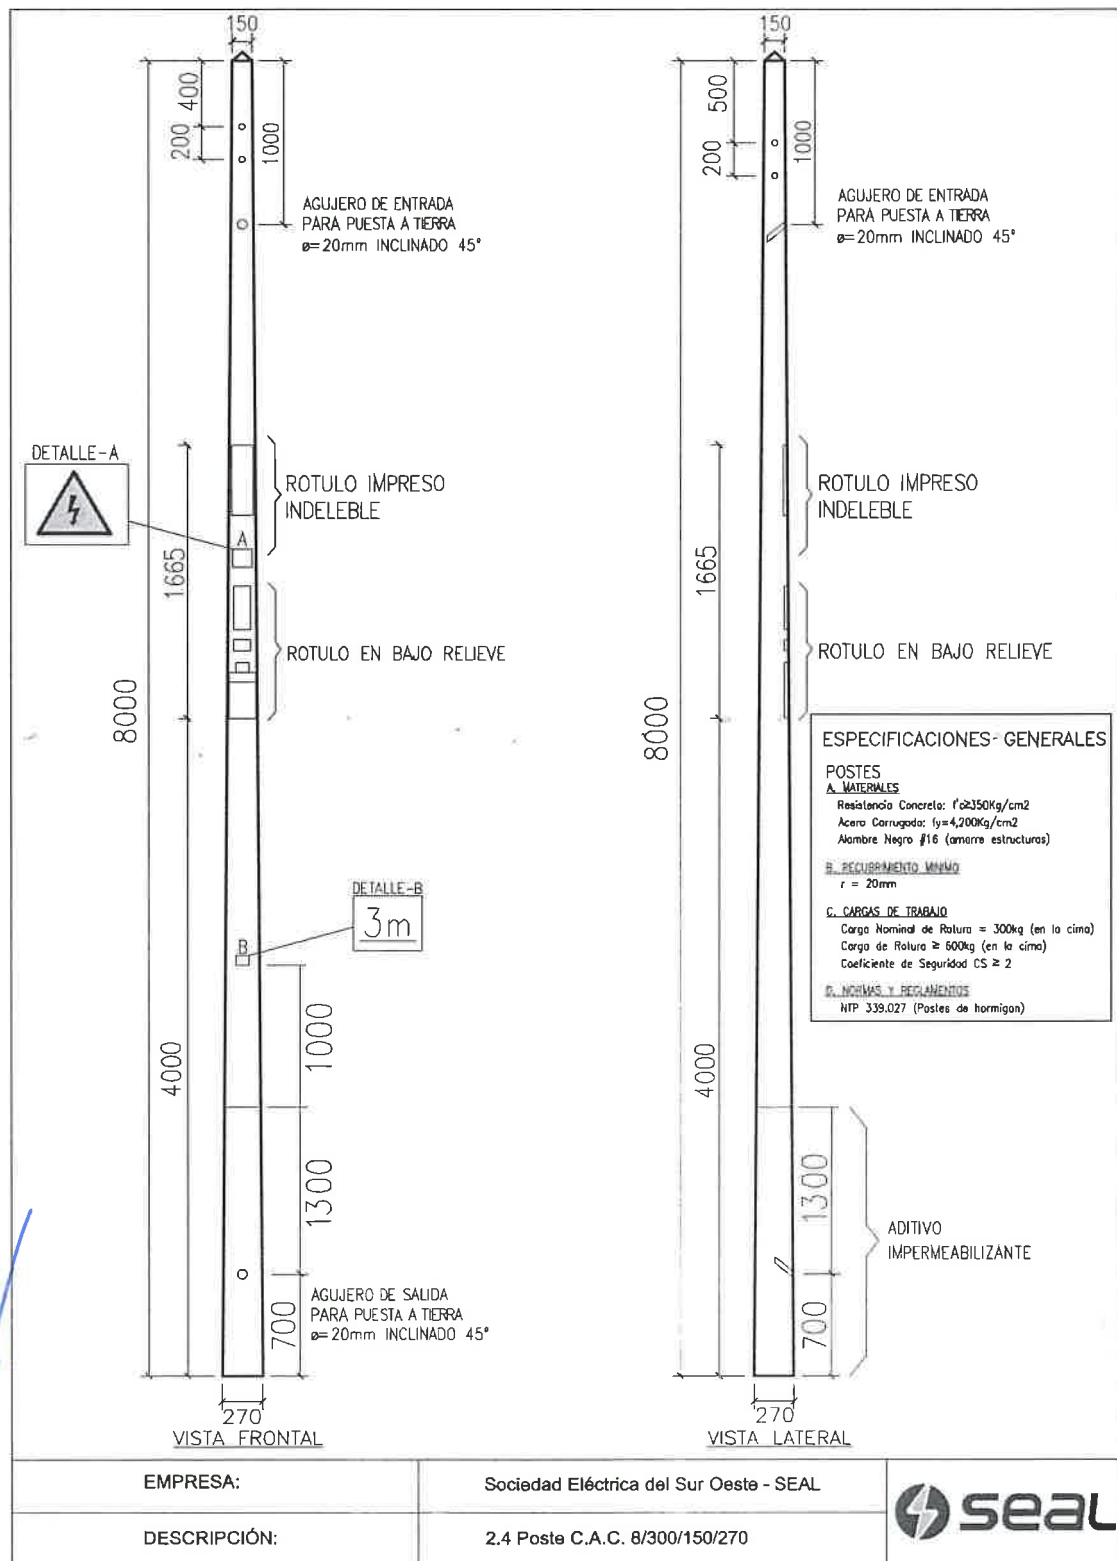 150
400
200
1000
AGUJERO DE ENTRADA
PARA PUESTA A TIERRA
ø=20mm INCLINADO 45°
DETALLE-A
A
ROTULO IMPRESO
INDELEBLE
1665
ROTULO EN BAJO RELIEVE
8000
DETALLE-B
3m
B
1000
4000
1300
700
AGUJERO DE SALIDA
PARA PUESTA A TIERRA
ø=20mm INCLINADO 45°
270
VISTA FRONTAL
150
500
200
1000
AGUJERO DE ENTRADA
PARA PUESTA A TIERRA
ø=20mm INCLINADO 45°
ROTULO IMPRESO
INDELEBLE
1665
ROTULO EN BAJO RELIEVE
8000
ESPECIFICACIONES- GENERALES
POSTES
A. MATERIALES
Resistencia Concreto: f'c≥350Kg/cm2
Acero Corrugado: fy=4,200Kg/cm2
Alambre Negro #16 (amarre estructuras)
B. RECUBRIMIENTO MINIMO
r = 20mm
C. CARGAS DE TRABAJO
Carga Nominal de Rotura = 300kg (en la cima)
Carga de Rotura ≥ 600kg (en la cima)
Coeficiente de Seguridad CS ≥ 2
D. NORMAS Y REGLAMENTOS
NTP 339.027 (Postes de hormigon)
4000
1300
700
ADITIVO
IMPERMEABILIZANTE
270
VISTA LATERAL
EMPRESA:
Sociedad Eléctrica del Sur Oeste - SEAL
DESCRIPCIÓN:
2.4 Poste C.A.C. 8/300/150/270
seal